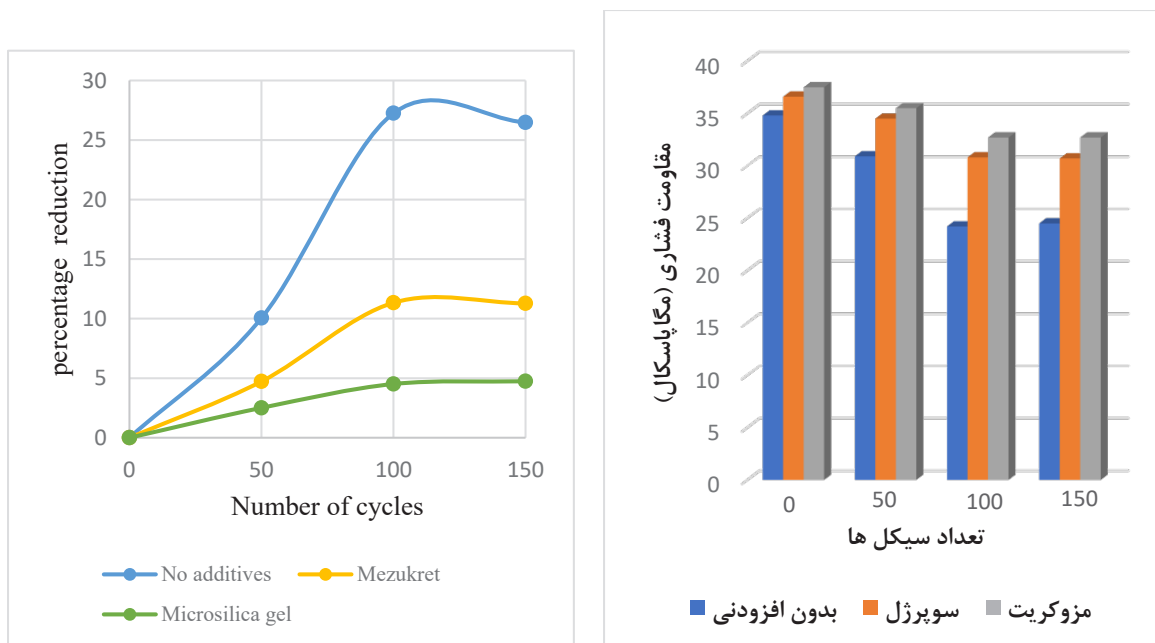 percentage reduction
30
25
20
15
10
5
0
0 50 100 150
Number of cycles
No additives Mezukret
Microsilica gel
مقاومت فشاری (مگاپاسکال)
40
35
30
25
20
15
10
5
0
0 50 100 150
تعداد سیکل ها
بدون افزودنی سوپرژل مزوکریت